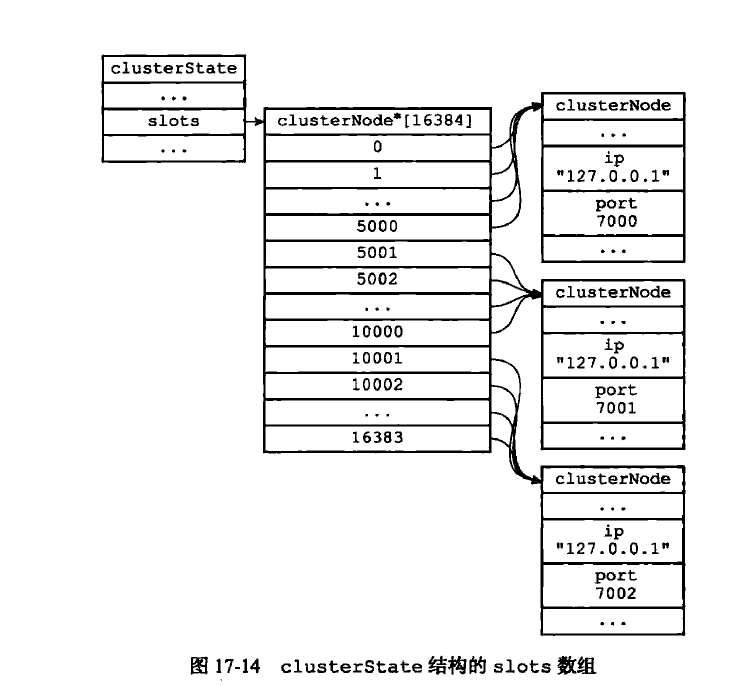 clusterState
...
slots
...
clusterNode*[16384]
0
1
...
5000
5001
5002
...
10000
10001
10002
...
16383
clusterNode
...
ip
"127.0.0.1"
port
7000
...
clusterNode
...
ip
"127.0.0.1"
port
7001
...
clusterNode
...
ip
"127.0.0.1"
port
7002
...
图 17-14 clusterState 结构的 slots 数组